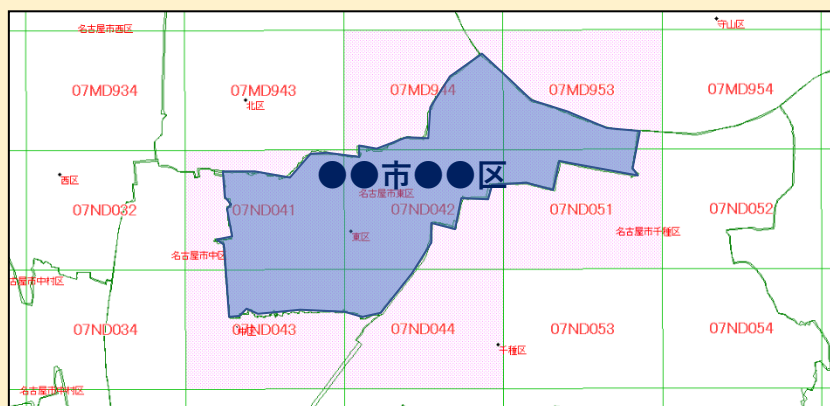 名古屋市西区
守山区
07MD934
07MD943
07MD944
07MD953
07MD954
北区
●●市●●区
西区
名古屋市東区
07ND032
07ND041
07ND042
07ND051
07ND052
東区
名古屋市千種区
名古屋市中区
名古屋市中村区
07ND034
07ND043
中区
07ND044
07ND053
07ND054
千種区
名古屋市中村区